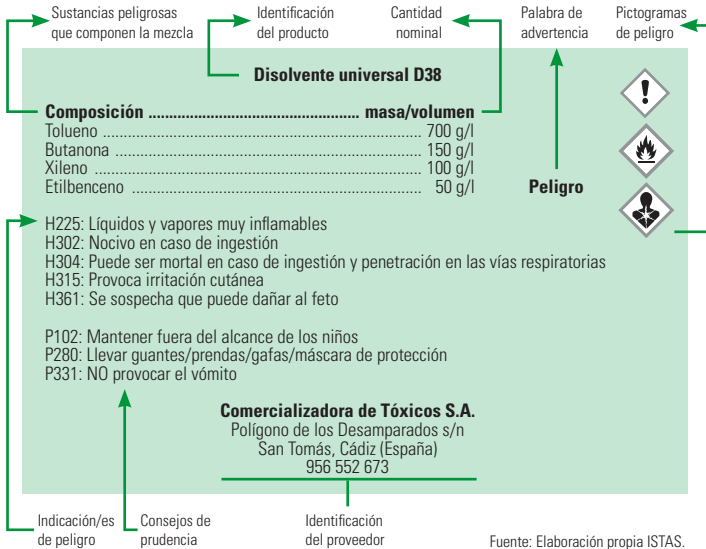 Sustancias peligrosas
que componen la mezcla
Identificación
del producto
Cantidad
nominal
Palabra de
advertencia
Pictogramas
de peligro
Disolvente universal D38
Composición .................................................... masa/volumen
Tolueno ............................................................................... 700 g/l
Butanona ............................................................................ 150 g/l
Xileno .................................................................................. 100 g/l
Etilbenceno ........................................................................ 50 g/l
Peligro
H225: Líquidos y vapores muy inflamables
H302: Nocivo en caso de ingestión
H304: Puede ser mortal en caso de ingestión y penetración en las vías respiratorias
H315: Provoca irritación cutánea
H361: Se sospecha que puede dañar al feto
P102: Mantener fuera del alcance de los niños
P280: Llevar guantes/prendas/gafas/máscara de protección
P331: NO provocar el vómito
Comercializadora de Tóxicos S.A.
Polígono de los Desamparados s/n
San Tomás, Cádiz (España)
956 552 673
Indicación/es
de peligro
Consejos de
prudencia
Identificación
del proveedor
Fuente: Elaboración propia ISTAS.